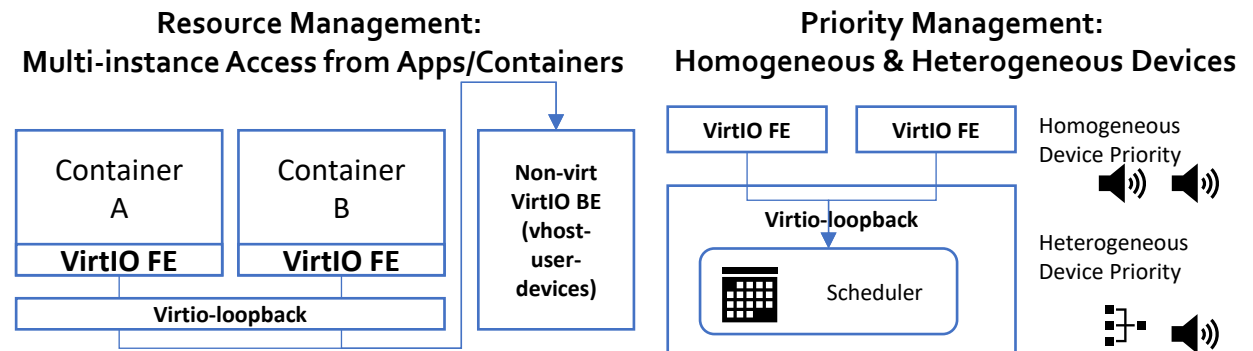 Resource Management:
Multi-instance Access from Apps/Containers
Container
A
VirtIO FE
Container
B
VirtIO FE
Virtio-loopback
Non-virt
VirtIO BE
(vhost-
user-
devices)
Priority Management:
Homogeneous & Heterogeneous Devices
VirtIO FE
VirtIO FE
Virtio-loopback
Scheduler
Homogeneous
Device Priority
Heterogeneous
Device Priority